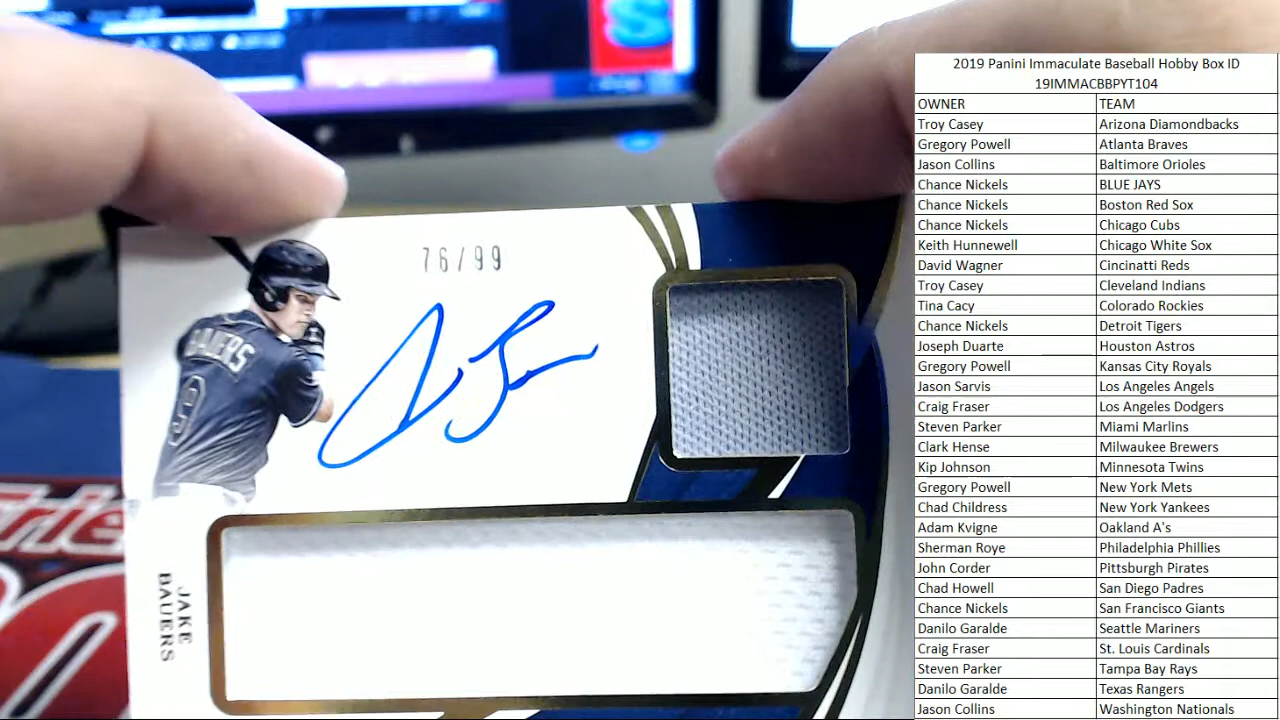 76/99
BAUERS
JAKE
BAUERS
2019 Panini Immaculate Baseball Hobby Box ID
19IMMACBBPYT104
OWNER TEAM
Troy Casey Arizona Diamondbacks
Gregory Powell Atlanta Braves
Jason Collins Baltimore Orioles
Chance Nickels BLUE JAYS
Chance Nickels Boston Red Sox
Chance Nickels Chicago Cubs
Keith Hunnewell Chicago White Sox
David Wagner Cincinatti Reds
Troy Casey Cleveland Indians
Tina Cacy Colorado Rockies
Chance Nickels Detroit Tigers
Joseph Duarte Houston Astros
Gregory Powell Kansas City Royals
Jason Sarvis Los Angeles Angels
Craig Fraser Los Angeles Dodgers
Steven Parker Miami Marlins
Clark Hense Milwaukee Brewers
Kip Johnson Minnesota Twins
Gregory Powell New York Mets
Chad Childress New York Yankees
Adam Kvigne Oakland A's
Sherman Roye Philadelphia Phillies
John Corder Pittsburgh Pirates
Chad Howell San Diego Padres
Chance Nickels San Francisco Giants
Danilo Garalde Seattle Mariners
Craig Fraser St. Louis Cardinals
Steven Parker Tampa Bay Rays
Danilo Garalde Texas Rangers
Jason Collins Washington Nationals